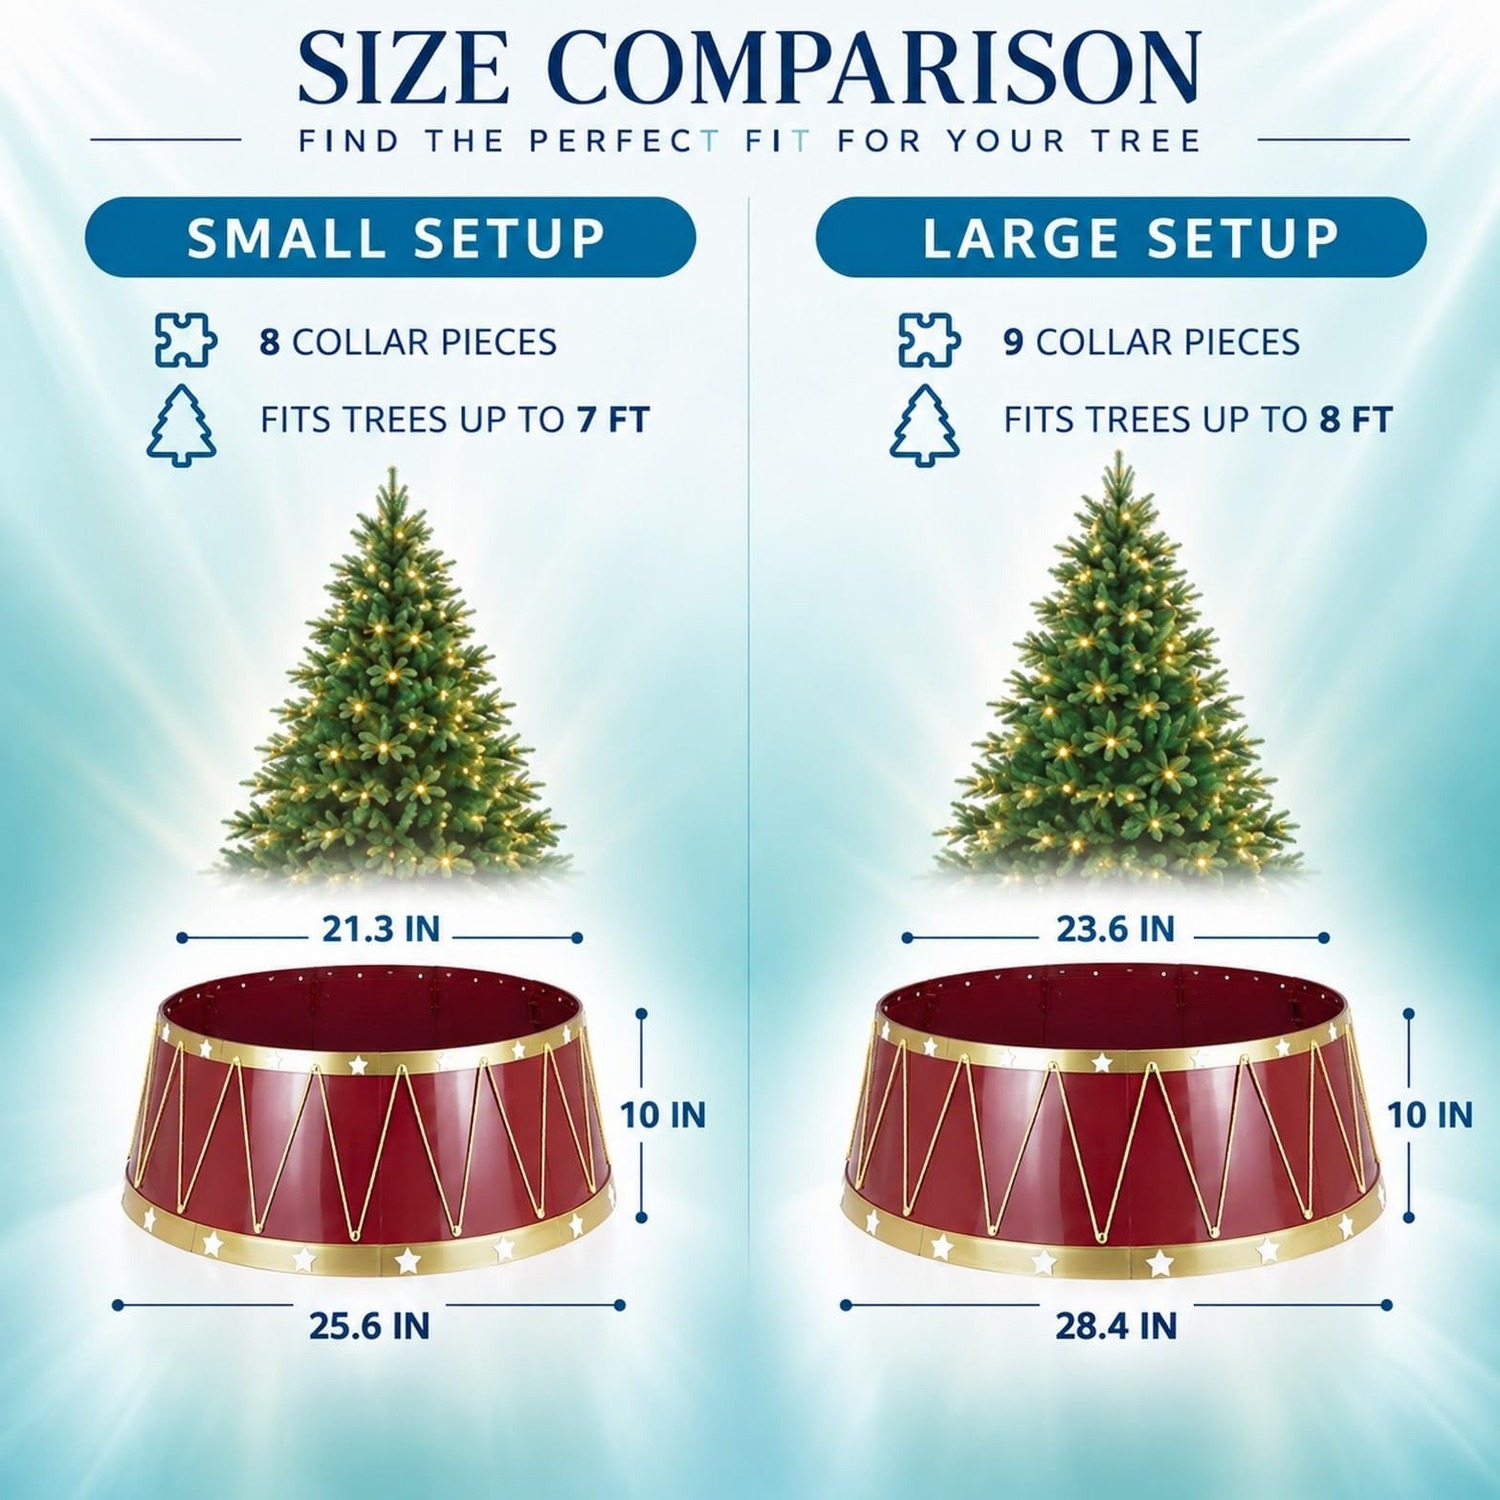 SIZE COMPARISON
FIND THE PERFECT FIT FOR YOUR TREE
SMALL SETUP
8 COLLAR PIECES
FITS TREES UP TO 7 FT
21.3 IN
10 IN
25.6 IN
LARGE SETUP
9 COLLAR PIECES
FITS TREES UP TO 8 FT
23.6 IN
10 IN
28.4 IN